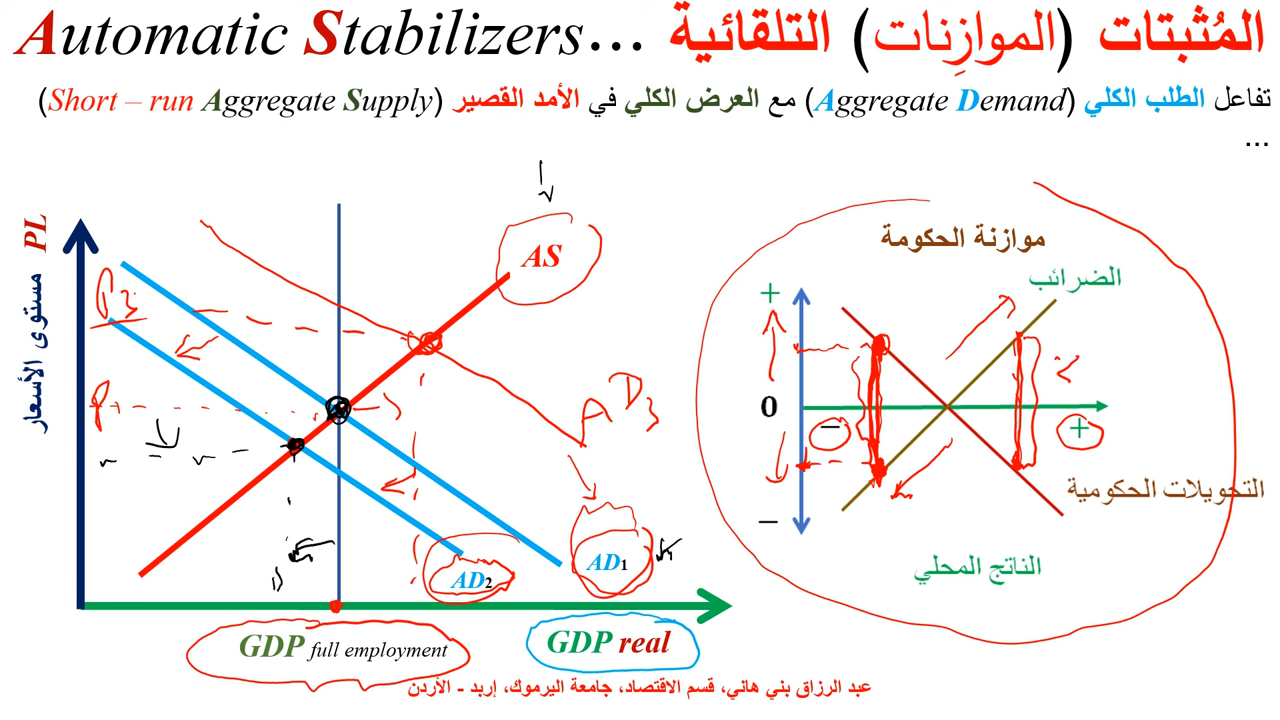 Automatic Stabilizers… المُثبتات (الموازِنات) التلقائية
تفاعل الطلب الكلي (Aggregate Demand) مع العرض الكلي في الأمد القصير (Short – run Aggregate Supply)
...
PL مستوى الأسعار
P3
P
AS
AD3
AD1
AD2
GDP full employment
GDP real
موازنة الحكومة
الضرائب
+
0
–
–
+
التحويلات الحكومية
الناتج المحلي
عبد الرزاق بني هاني، قسم الاقتصاد، جامعة اليرموك، إربد - الأردن